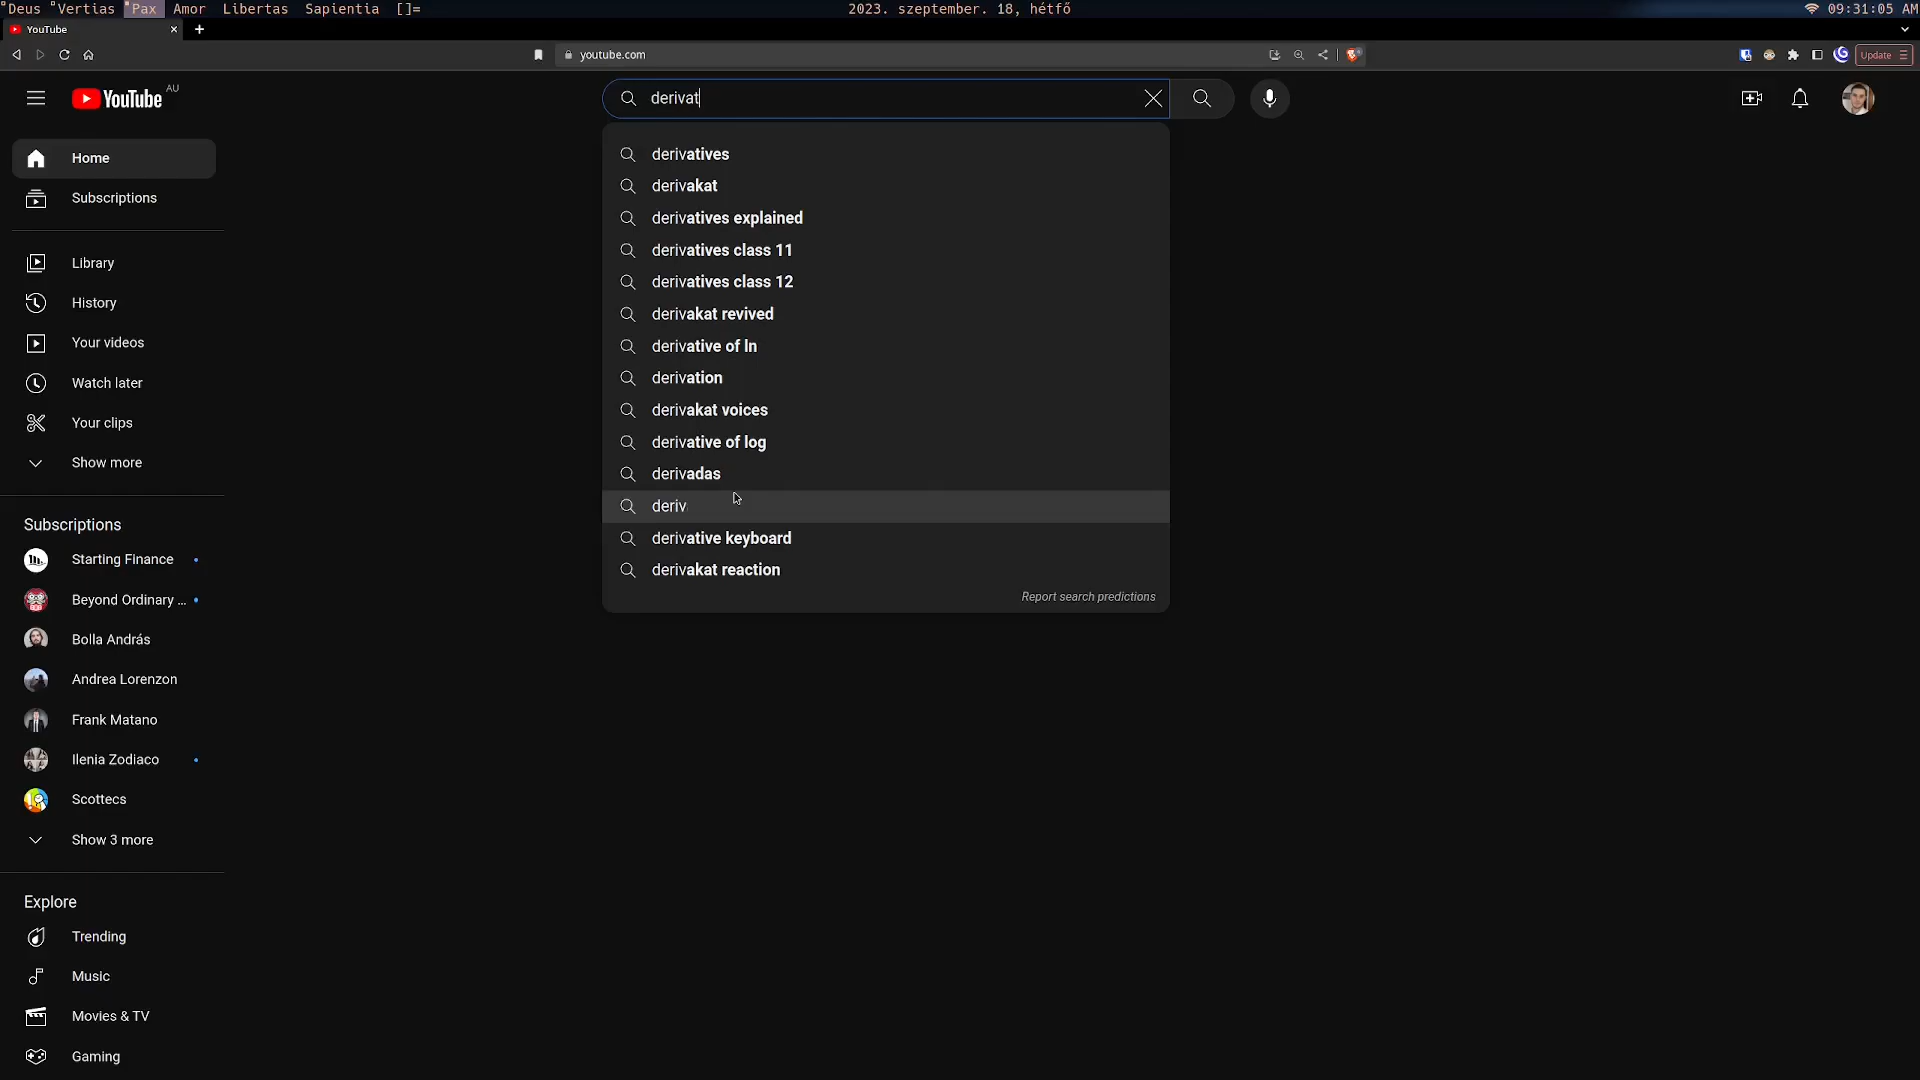 Deus Vertias Pax Amor Libertas Sapientia []= 2023. szeptember. 18, hétfő 09:31:05 AM
YouTube
youtube.com Update
YouTube AU derivat
Home
Subscriptions
Library
History
Your videos
Watch later
Your clips
Show more
Subscriptions
Starting Finance
Beyond Ordinary ...
Bolla András
Andrea Lorenzon
Frank Matano
Ilenia Zodiaco
Scottecs
Show 3 more
Explore
Trending
Music
Movies & TV
Gaming
derivatives
derivakat
derivatives explained
derivatives class 11
derivatives class 12
derivakat revived
derivative of ln
derivation
derivakat voices
derivative of log
derivadas
deriv
derivative keyboard
derivakat reaction
Report search predictions